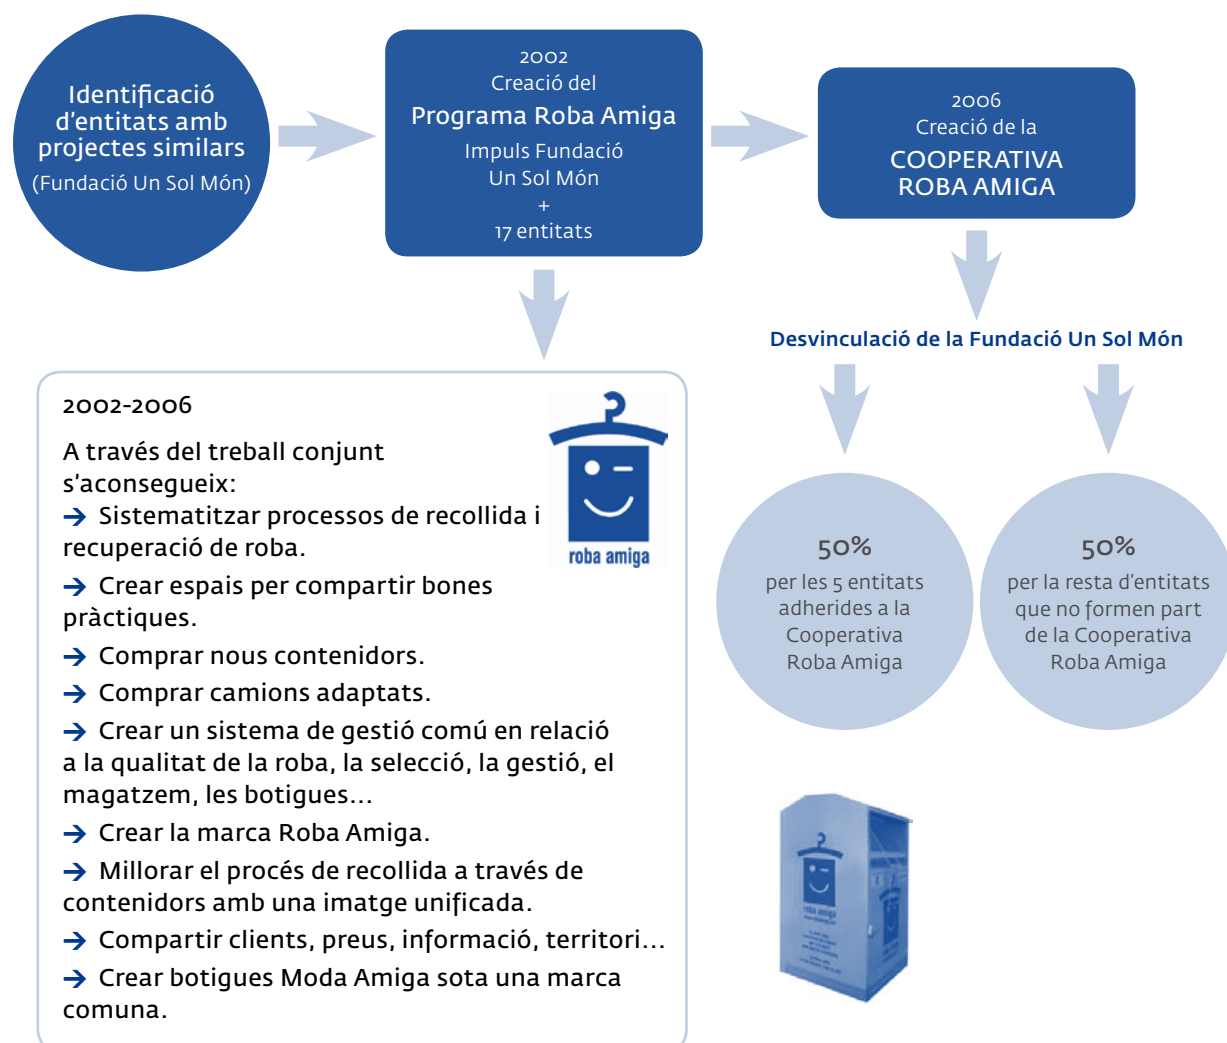 Identificació
d'entitats amb
projectes similars
(Fundació Un Sol Món)
2002
Creació del
Programa Roba Amiga
Impuls Fundació
Un Sol Món
+
17 entitats
2006
Creació de la
COOPERATIVA
ROBA AMIGA
Desvinculació de la Fundació Un Sol Món
50%
per les 5 entitats
adherides a la
Cooperativa
Roba Amiga
50%
per la resta d'entitats
que no formen part
de la Cooperativa
Roba Amiga
2002-2006
A través del treball conjunt
s'aconsegueix:
→ Sistematitzar processos de recollida i
recuperació de roba.
→ Crear espais per compartir bones
pràctiques.
→ Comprar nous contenidors.
→ Comprar camions adaptats.
→ Crear un sistema de gestió comú en relació
a la qualitat de la roba, la selecció, la gestió, el
magatzem, les botigues...
→ Crear la marca Roba Amiga.
→ Millorar el procés de recollida a través de
contenidors amb una imatge unificada.
→ Compartir clients, preus, informació, territori...
→ Crear botigues Moda Amiga sota una marca
comuna.
roba amiga
roba amiga